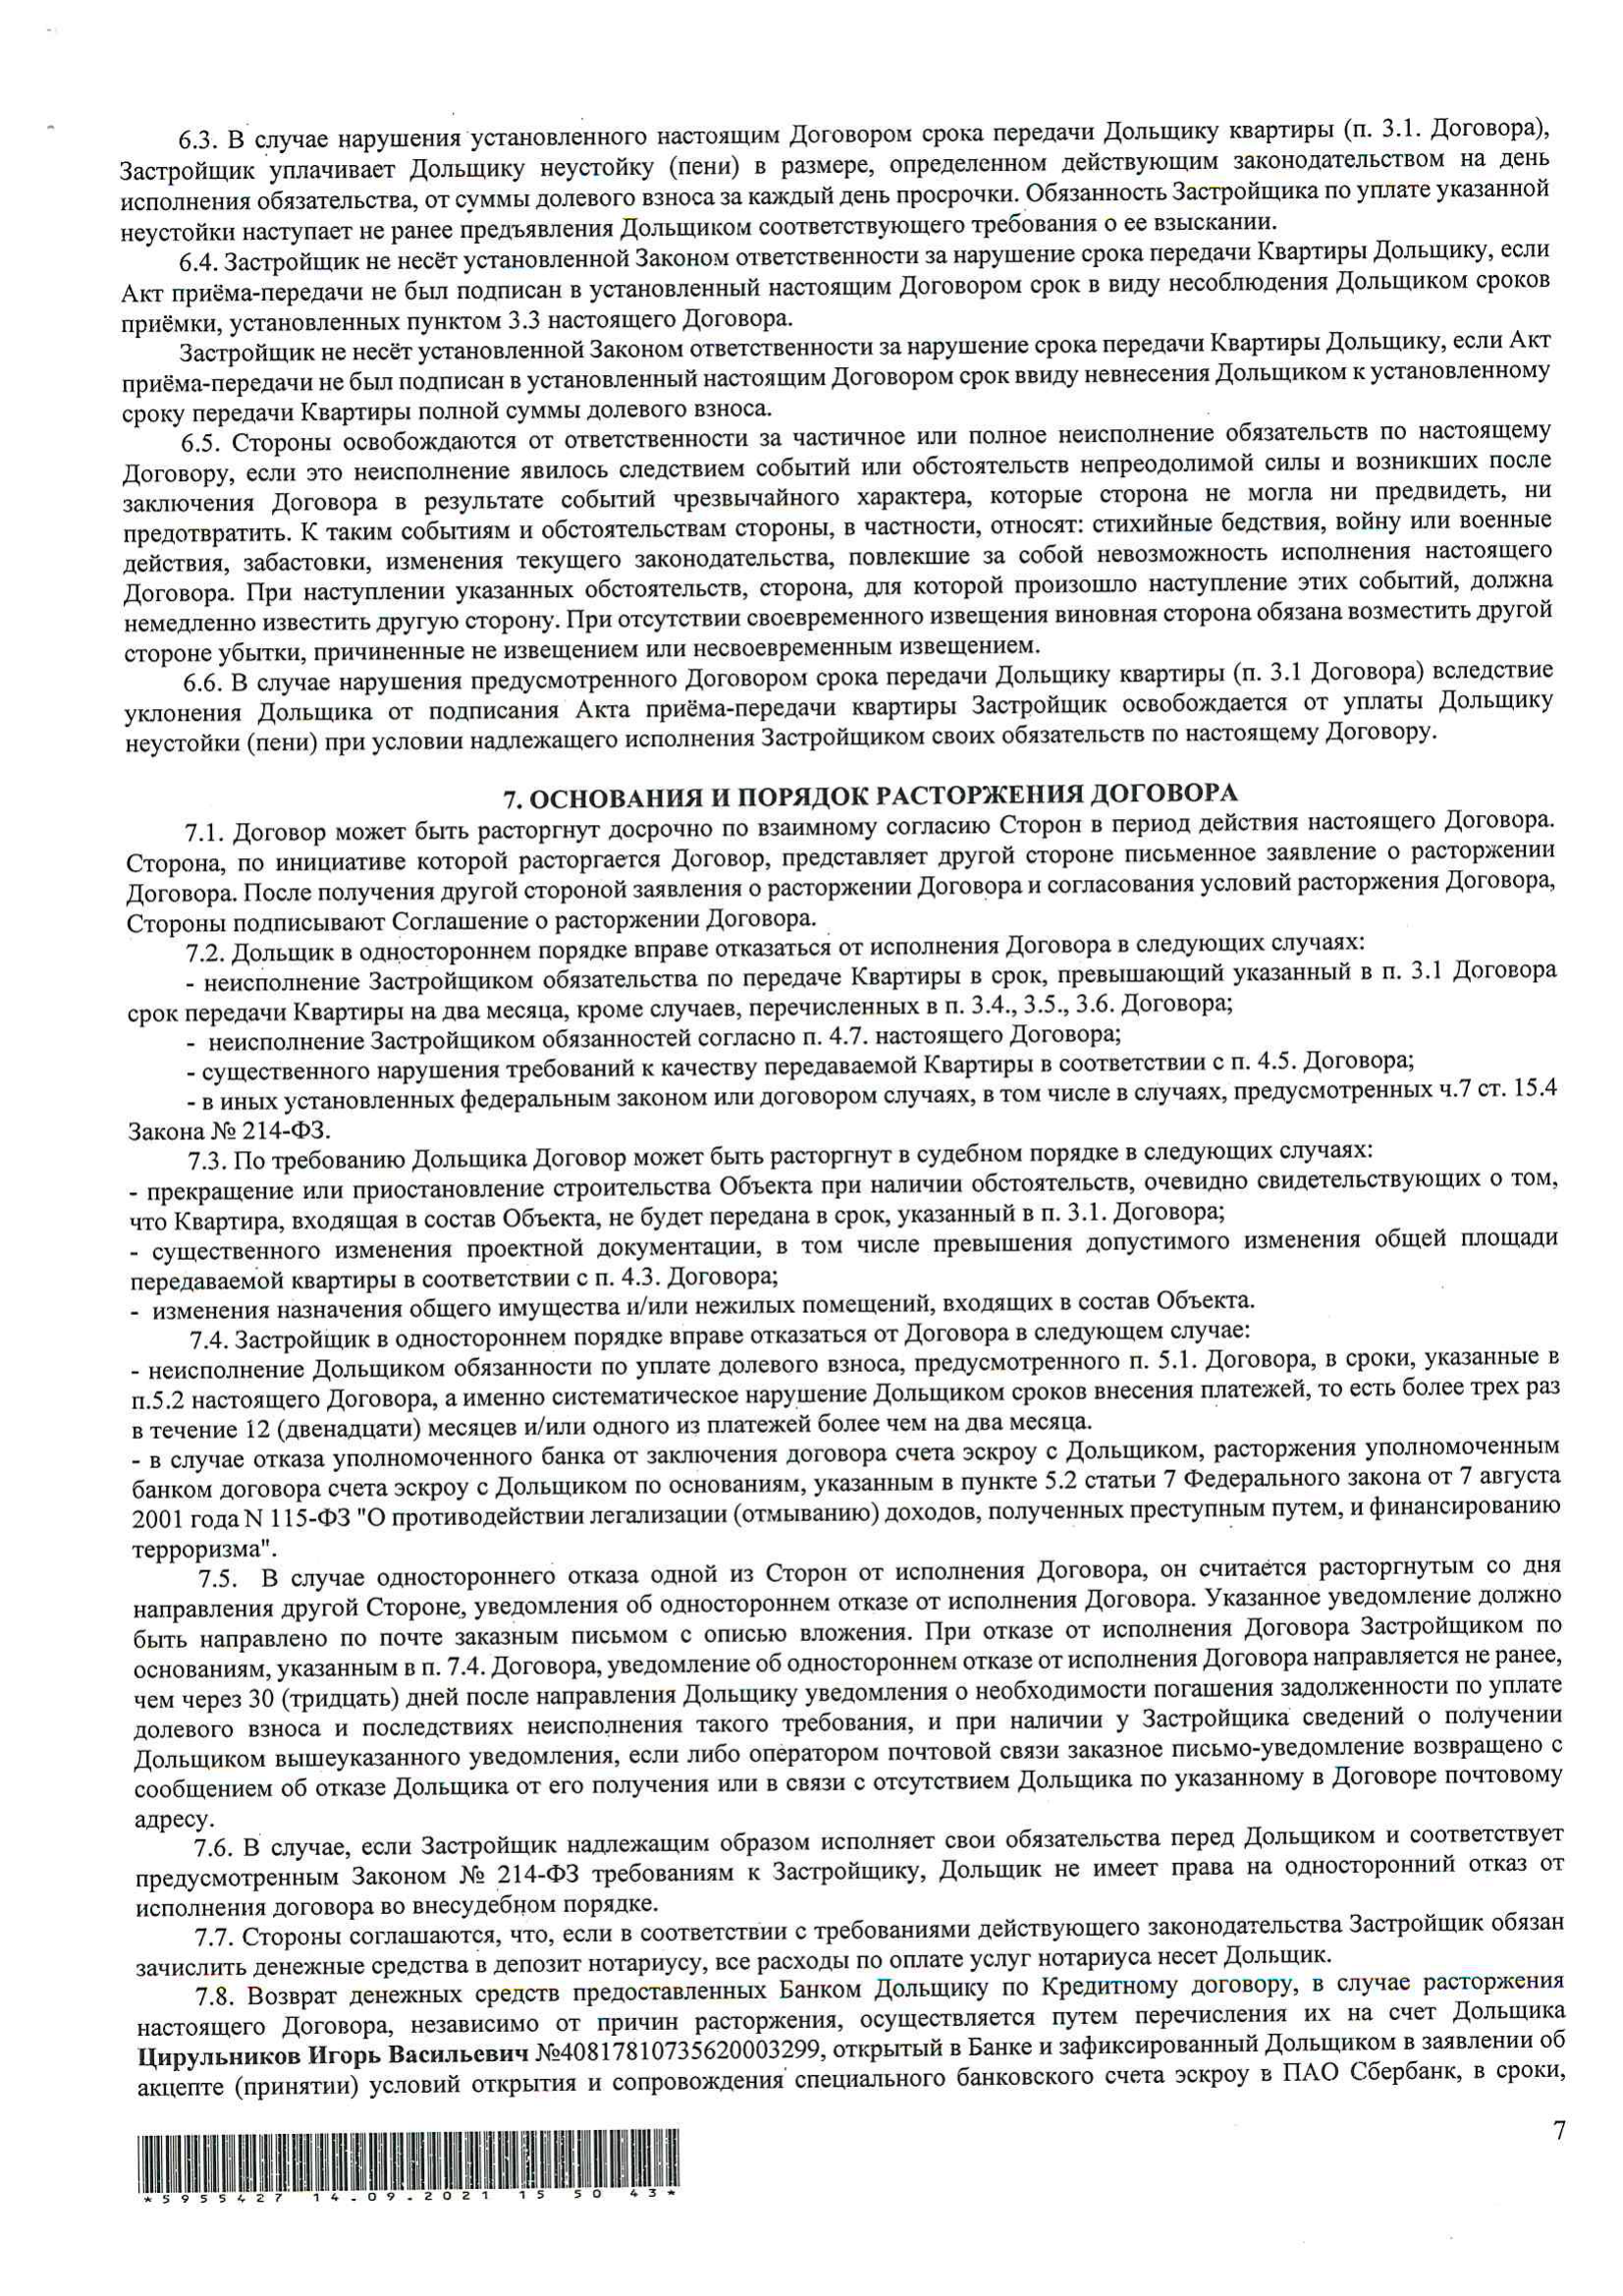 6.3. В случае нарушения установленного настоящим Договором срока передачи Дольщику квартиры (п. 3.1. Договора),
Застройщик уплачивает Дольщику неустойку (пени) в размере, определенном действующим законодательством на день
исполнения обязательства, от суммы долевого взноса за каждый день просрочки. Обязанность Застройщика по уплате указанной
неустойки наступает не ранее предъявления Дольщиком соответствующего требования о ее взыскании.
6.4. Застройщик не несёт установленной Законом ответственности за нарушение срока передачи Квартиры Дольщику, если
Акт приёма-передачи не был подписан в установленный настоящим Договором срок в виду несоблюдения Дольщиком сроков
приёмки, установленных пунктом 3.3 настоящего Договора.
Застройщик не несёт установленной Законом ответственности за нарушение срока передачи Квартиры Дольщику, если Акт
приёма-передачи не был подписан в установленный настоящим Договором срок ввиду невнесения Дольщиком к установленному
сроку передачи Квартиры полной суммы долевого взноса.
6.5. Стороны освобождаются от ответственности за частичное или полное неисполнение обязательств по настоящему
Договору, если это неисполнение явилось следствием событий или обстоятельств непреодолимой силы и возникших после
заключения Договора в результате событий чрезвычайного характера, которые сторона не могла ни предвидеть, ни
предотвратить. К таким событиям и обстоятельствам стороны, в частности, относят: стихийные бедствия, войну или военные
действия, забастовки, изменения текущего законодательства, повлекшие за собой невозможность исполнения настоящего
Договора. При наступлении указанных обстоятельств, сторона, для которой произошло наступление этих событий, должна
немедленно известить другую сторону. При отсутствии своевременного извещения виновная сторона обязана возместить другой
стороне убытки, причиненные не извещением или несвоевременным извещением.
6.6. В случае нарушения предусмотренного Договором срока передачи Дольщику квартиры (п. 3.1 Договора) вследствие
уклонения Дольщика от подписания Акта приёма-передачи квартиры Застройщик освобождается от уплаты Дольщику
неустойки (пени) при условии надлежащего исполнения Застройщиком своих обязательств по настоящему Договору.
7. ОСНОВАНИЯ И ПОРЯДОК РАСТОРЖЕНИЯ ДОГОВОРА
7.1. Договор может быть расторгнут досрочно по взаимному согласию Сторон в период действия настоящего Договора.
Сторона, по инициативе которой расторгается Договор, представляет другой стороне письменное заявление о расторжении
Договора. После получения другой стороной заявления о расторжении Договора и согласования условий расторжения Договора,
Стороны подписывают Соглашение о расторжении Договора.
7.2. Дольщик в одностороннем порядке вправе отказаться от исполнения Договора в следующих случаях:
- неисполнение Застройщиком обязательства по передаче Квартиры в срок, превышающий указанный в п. 3.1 Договора
срок передачи Квартиры на два месяца, кроме случаев, перечисленных в п. 3.4., 3.5., 3.6. Договора;
- неисполнение Застройщиком обязанностей согласно п. 4.7. настоящего Договора;
- существенного нарушения требований к качеству передаваемой Квартиры в соответствии с п. 4.5. Договора;
- в иных установленных федеральным законом или договором случаях, в том числе в случаях, предусмотренных ч.7 ст. 15.4
Закона № 214-ФЗ.
7.3. По требованию Дольщика Договор может быть расторгнут в судебном порядке в следующих случаях:
- прекращение или приостановление строительства Объекта при наличии обстоятельств, очевидно свидетельствующих о том,
что Квартира, входящая в состав Объекта, не будет передана в срок, указанный в п. 3.1. Договора;
- существенного изменения проектной документации, в том числе превышения допустимого изменения общей площади
передаваемой квартиры в соответствии с п. 4.3. Договора;
- изменения назначения общего имущества и/или нежилых помещений, входящих в состав Объекта.
7.4. Застройщик в одностороннем порядке вправе отказаться от Договора в следующем случае:
- неисполнение Дольщиком обязанности по уплате долевого взноса, предусмотренного п. 5.1. Договора, в сроки, указанные в
п.5.2 настоящего Договора, а именно систематическое нарушение Дольщиком сроков внесения платежей, то есть более трех раз
в течение 12 (двенадцати) месяцев и/или одного из платежей более чем на два месяца.
- в случае отказа уполномоченного банка от заключения договора счета эскроу с Дольщиком, расторжения уполномоченным
банком договора счета эскроу с Дольщиком по основаниям, указанным в пункте 5.2 статьи 7 Федерального закона от 7 августа
2001 года N 115-ФЗ "О противодействии легализации (отмыванию) доходов, полученных преступным путем, и финансированию
терроризма".
7.5. В случае одностороннего отказа одной из Сторон от исполнения Договора, он считается расторгнутым со дня
направления другой Стороне, уведомления об одностороннем отказе от исполнения Договора. Указанное уведомление должно
быть направлено по почте заказным письмом с описью вложения. При отказе от исполнения Договора Застройщиком по
основаниям, указанным в п. 7.4. Договора, уведомление об одностороннем отказе от исполнения Договора направляется не ранее,
чем через 30 (тридцать) дней после направления Дольщику уведомления о необходимости погашения задолженности по уплате
долевого взноса и последствиях неисполнения такого требования, и при наличии у Застройщика сведений о получении
Дольщиком вышеуказанного уведомления, если либо оператором почтовой связи заказное письмо-уведомление возвращено с
сообщением об отказе Дольщика от его получения или в связи с отсутствием Дольщика по указанному в Договоре почтовому
адресу.
7.6. В случае, если Застройщик надлежащим образом исполняет свои обязательства перед Дольщиком и соответствует
предусмотренным Законом № 214-ФЗ требованиям к Застройщику, Дольщик не имеет права на односторонний отказ от
исполнения договора во внесудебном порядке.
7.7. Стороны соглашаются, что, если в соответствии с требованиями действующего законодательства Застройщик обязан
зачислить денежные средства в депозит нотариусу, все расходы по оплате услуг нотариуса несет Дольщик.
7.8. Возврат денежных средств предоставленных Банком Дольщику по Кредитному договору, в случае расторжения
настоящего Договора, независимо от причин расторжения, осуществляется путем перечисления их на счет Дольщика
Цирульников Игорь Васильевич №40817810735620003299, открытый в Банке и зафиксированный Дольщиком в заявлении об
акцепте (принятии) условий открытия и сопровождения специального банковского счета эскроу в ПАО Сбербанк, в сроки,
7
*5955427 14.09.2021 15 50 43*